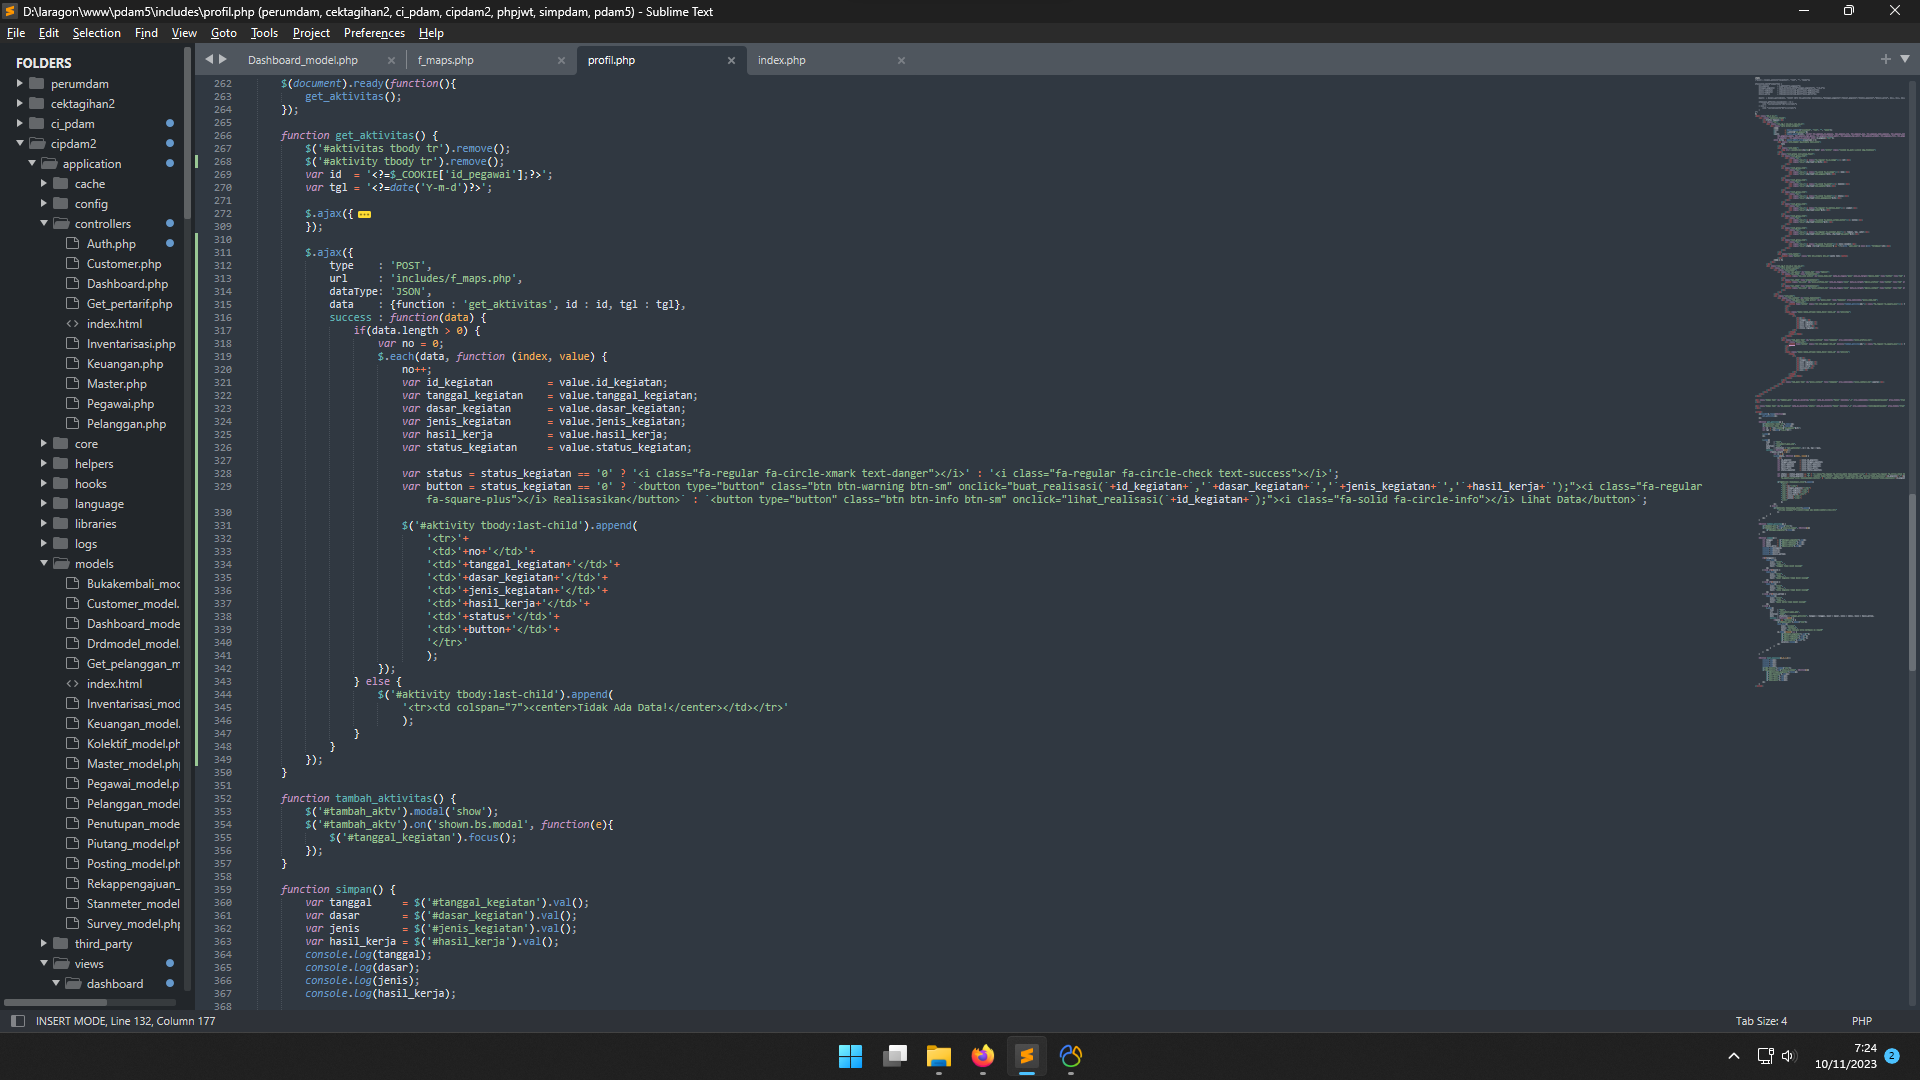 D:\laragon\www\pdam5\includes\profil.php (perumdam, cektagihan2, ci_pdam, cipdam2, phpjwt, simpdam, pdam5) - Sublime Text
File Edit Selection Find View Goto Tools Project Preferences Help
FOLDERS
perumdam
cektagihan2
ci_pdam
cipdam2
application
cache
config
controllers
Auth.php
Customer.php
Dashboard.php
Get_pertarif.php
index.html
Inventarisasi.php
Keuangan.php
Master.php
Pegawai.php
Pelanggan.php
core
helpers
hooks
language
libraries
logs
models
Bukakembali_moc
Customer_model.
Dashboard_mode
Drdmodel_model.
Get_pelanggan_m
index.html
Inventarisasi_mod
Keuangan_model.
Kolektif_model.ph
Master_model.php
Pegawai_model.p
Pelanggan_model
Penutupan_mode
Piutang_model.ph
Posting_model.ph
Rekappengajuan_
Stanmeter_model
Survey_model.php
third_party
views
dashboard
Dashboard_model.php f_maps.php profil.php index.php
262 $(document).ready(function(){
263 get_aktivitas();
264 });
265
266 function get_aktivitas() {
267 $('#aktivitas tbody tr').remove();
268 $('#aktivity tbody tr').remove();
269 var id  = '<?=$_COOKIE['id_pegawai'];?>';
270 var tgl = '<?=date('Y-m-d')?>';
271
272 $.ajax({
309 });
310
311 $.ajax({
312 type    : 'POST',
313 url     : 'includes/f_maps.php',
314 dataType: 'JSON',
315 data    : {function : 'get_aktivitas', id : id, tgl : tgl},
316 success : function(data) {
317 if(data.length > 0) {
318 var no = 0;
319 $.each(data, function (index, value) {
320 no++;
321 var id_kegiatan         = value.id_kegiatan;
322 var tanggal_kegiatan    = value.tanggal_kegiatan;
323 var dasar_kegiatan      = value.dasar_kegiatan;
324 var jenis_kegiatan      = value.jenis_kegiatan;
325 var hasil_kerja         = value.hasil_kerja;
326 var status_kegiatan     = value.status_kegiatan;
327
328 var status = status_kegiatan == '0' ? '<i class="fa-regular fa-circle-xmark text-danger"></i>' : '<i class="fa-regular fa-circle-check text-success"></i>';
329 var button = status_kegiatan == '0' ? `<button type="button" class="btn btn-warning btn-sm" onclick="buat_realisasi(`+id_kegiatan+`,'`+dasar_kegiatan+`','`+jenis_kegiatan+`','`+hasil_kerja+`');"><i class="fa-regular
fa-square-plus"></i> Realisasikan</button>` : `<button type="button" class="btn btn-info btn-sm" onclick="lihat_realisasi(`+id_kegiatan+`);"><i class="fa-solid fa-circle-info"></i> Lihat Data</button>`;
330
331 $('#aktivity tbody:last-child').append(
332 '<tr>'+
333 '<td>'+no+'</td>'+
334 '<td>'+tanggal_kegiatan+'</td>'+
335 '<td>'+dasar_kegiatan+'</td>'+
336 '<td>'+jenis_kegiatan+'</td>'+
337 '<td>'+hasil_kerja+'</td>'+
338 '<td>'+status+'</td>'+
339 '<td>'+button+'</td>'+
340 '</tr>'
341 );
342 });
343 } else {
344 $('#aktivity tbody:last-child').append(
345 '<tr><td colspan="7"><center>Tidak Ada Data!</center></td></tr>'
346 );
347 }
348 }
349 });
350 }
351
352 function tambah_aktivitas() {
353 $('#tambah_aktv').modal('show');
354 $('#tambah_aktv').on('shown.bs.modal', function(e){
355 $('#tanggal_kegiatan').focus();
356 });
357 }
358
359 function simpan() {
360 var tanggal     = $('#tanggal_kegiatan').val();
361 var dasar       = $('#dasar_kegiatan').val();
362 var jenis       = $('#jenis_kegiatan').val();
363 var hasil_kerja = $('#hasil_kerja').val();
364 console.log(tanggal);
365 console.log(dasar);
366 console.log(jenis);
367 console.log(hasil_kerja);
368
INSERT MODE, Line 132, Column 177
Tab Size: 4
PHP
7:24
10/11/2023
2